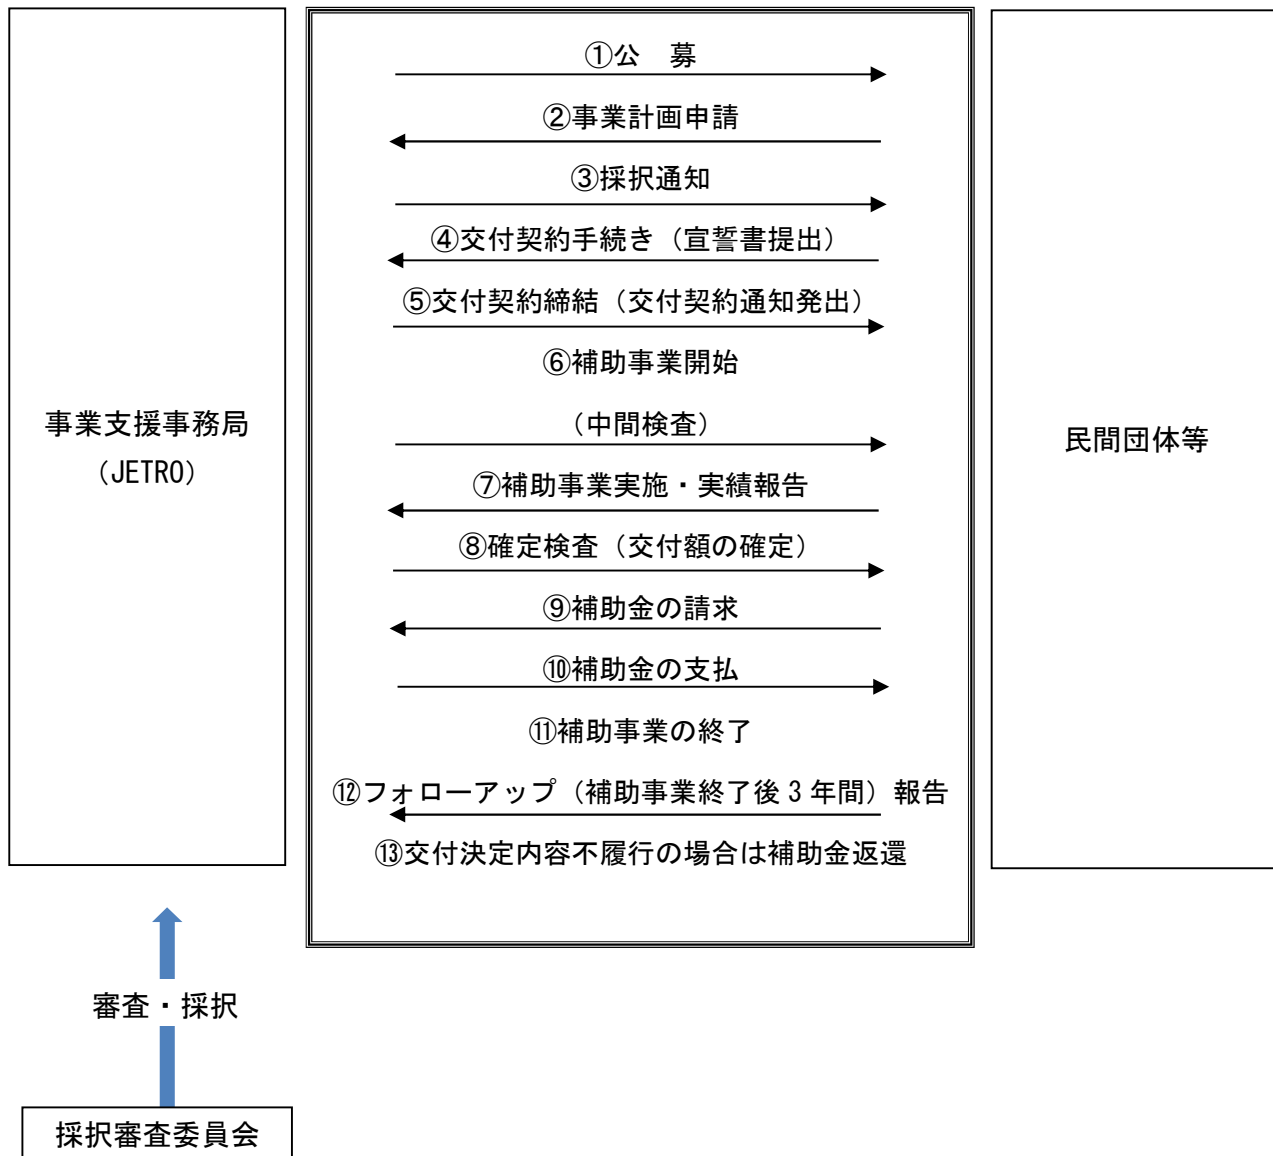 ①公　募
②事業計画申請
③採択通知
④交付契約手続き（宣誓書提出）
⑤交付契約締結（交付契約通知発出）
⑥補助事業開始
（中間検査）
⑦補助事業実施・実績報告
⑧確定検査（交付額の確定）
⑨補助金の請求
⑩補助金の支払
⑪補助事業の終了
⑫フォローアップ（補助事業終了後 3 年間）報告
⑬交付決定内容不履行の場合は補助金返還
事業支援事務局
（JETRO）
民間団体等
審査・採択
採択審査委員会